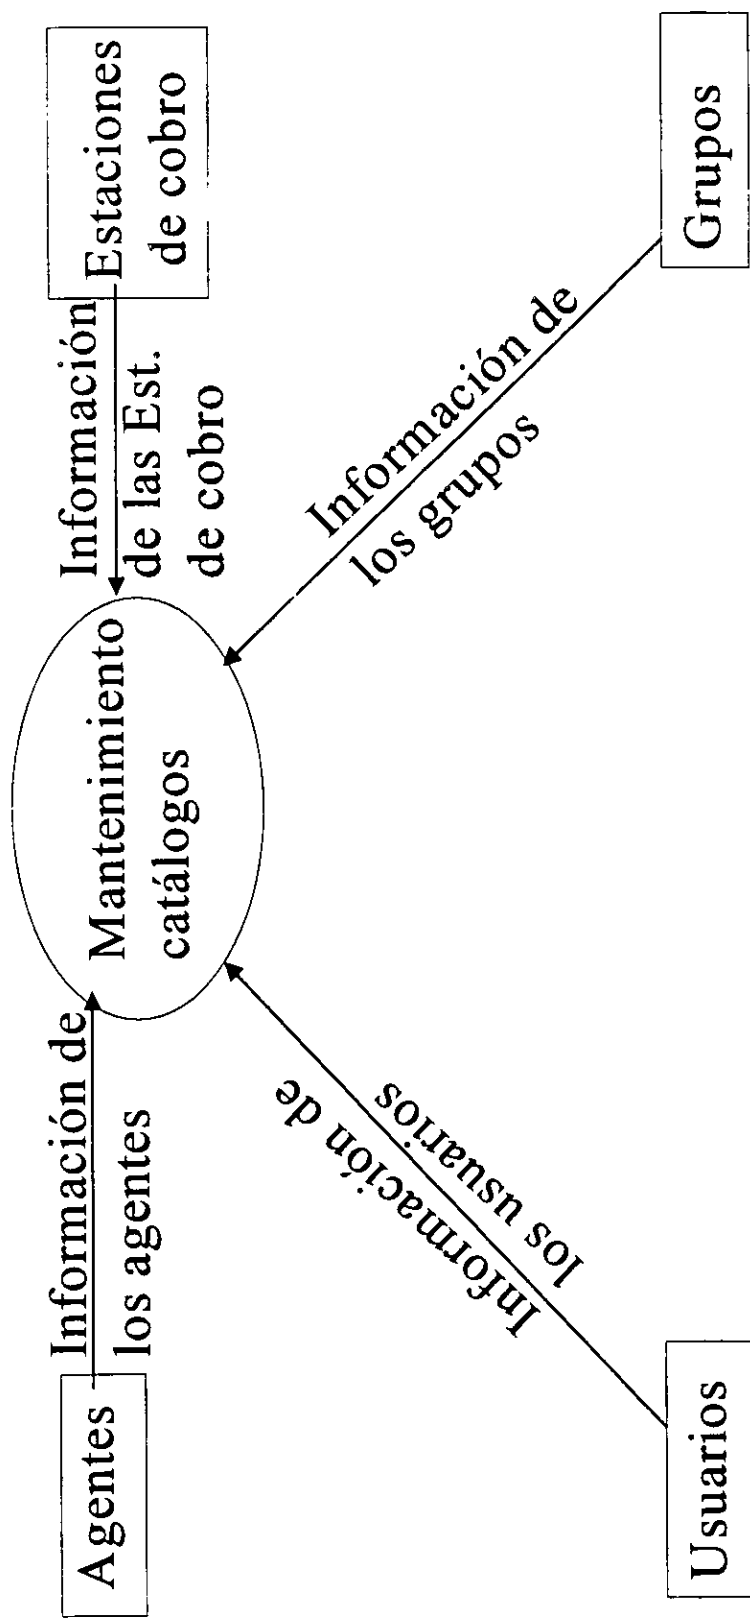 Agentes
Información de
los agentes
Mantenimiento
catálogos
Información
de las Est.
de cobro
Estaciones
de cobro
Usuarios
Información de
los usuarios
Información de
los grupos
Grupos